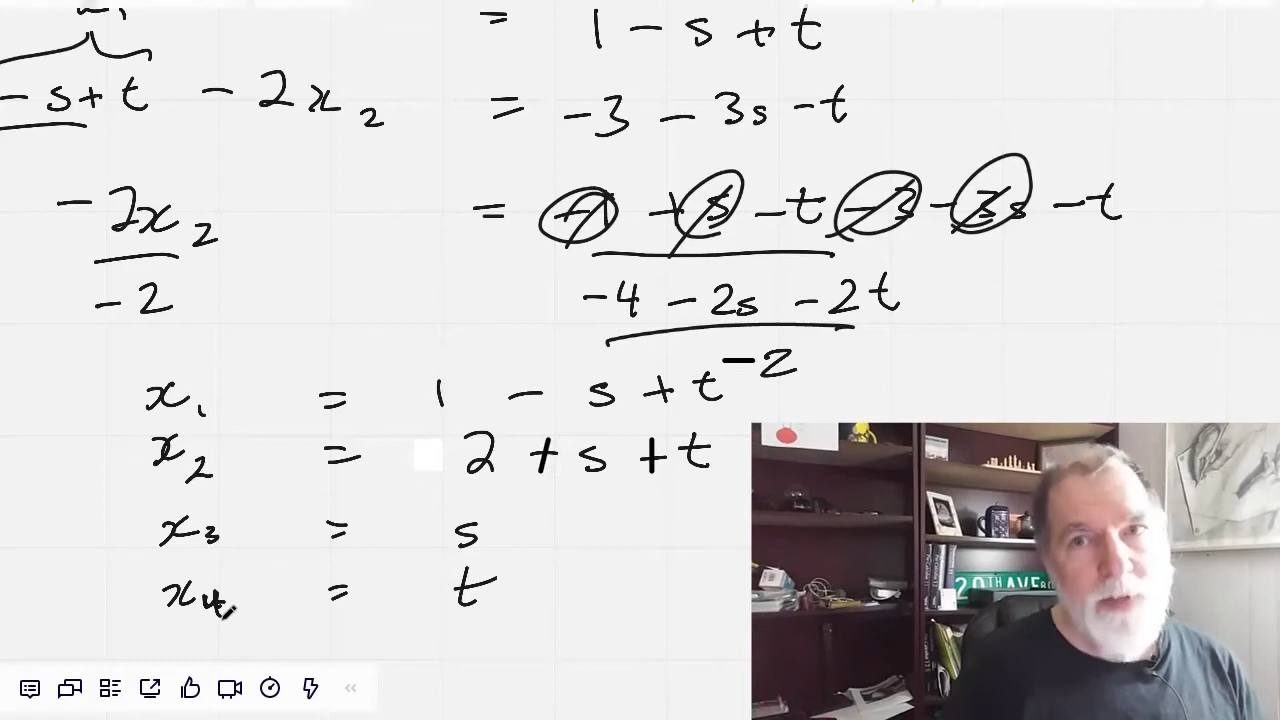 = 1 - s + t
- s + t - 2x₂ = -3 - 3s - t
-2x₂ = +1 + s - t - 3 - 3s - t
-2
-4 - 2s - 2t
-2
x₁ = 1 - s + t
x₂ = 2 + s + t
x₃ = s
x₄ = t
20TH AVE